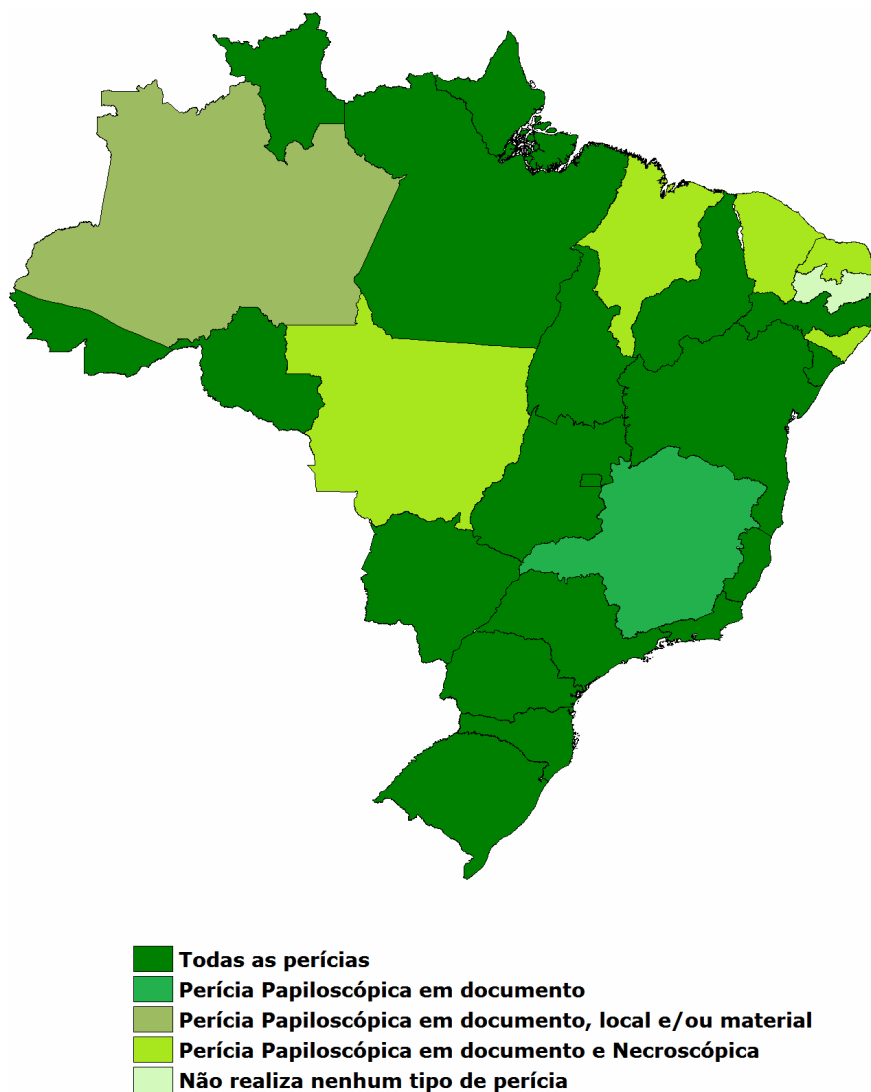 Todas as perícias
Perícia Papiloscópica em documento
Perícia Papiloscópica em documento, local e/ou material
Perícia Papiloscópica em documento e Necroscópica
Não realiza nenhum tipo de perícia